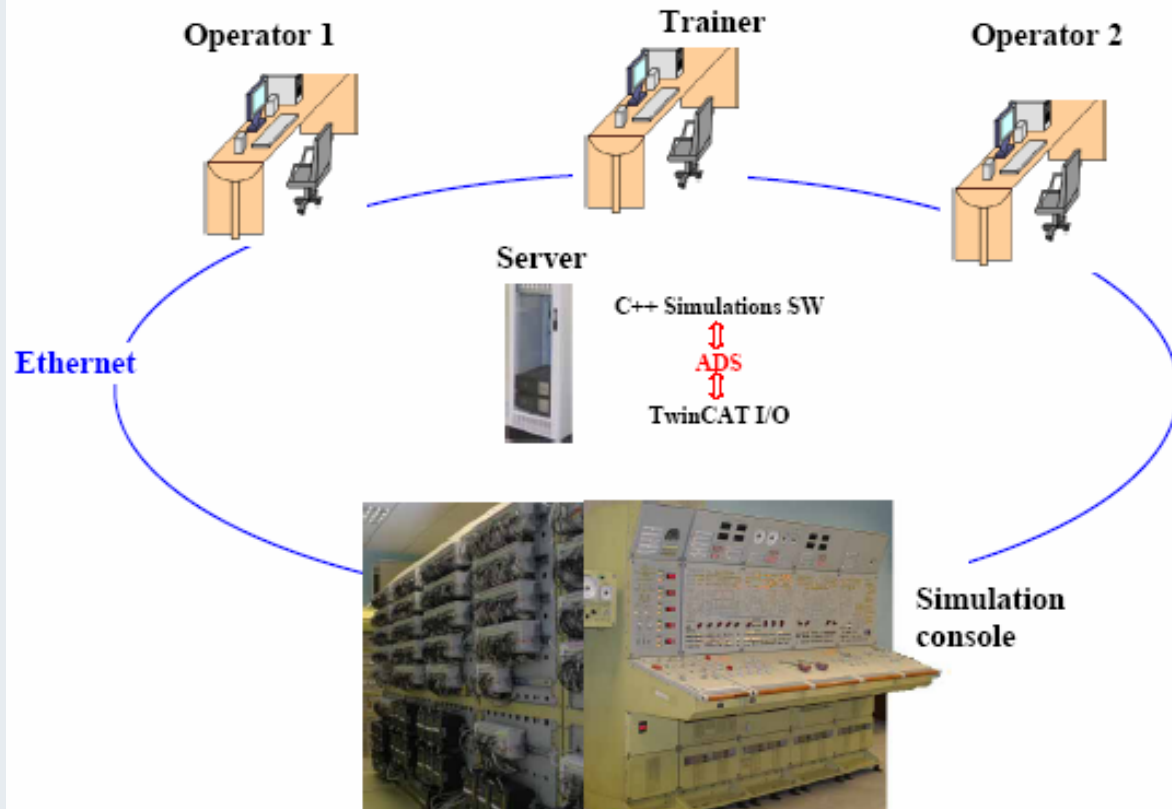 Operator 1
Trainer
Operator 2
Server
C++ Simulations SW
ADS
TwinCAT I/O
Ethernet
Simulation
console